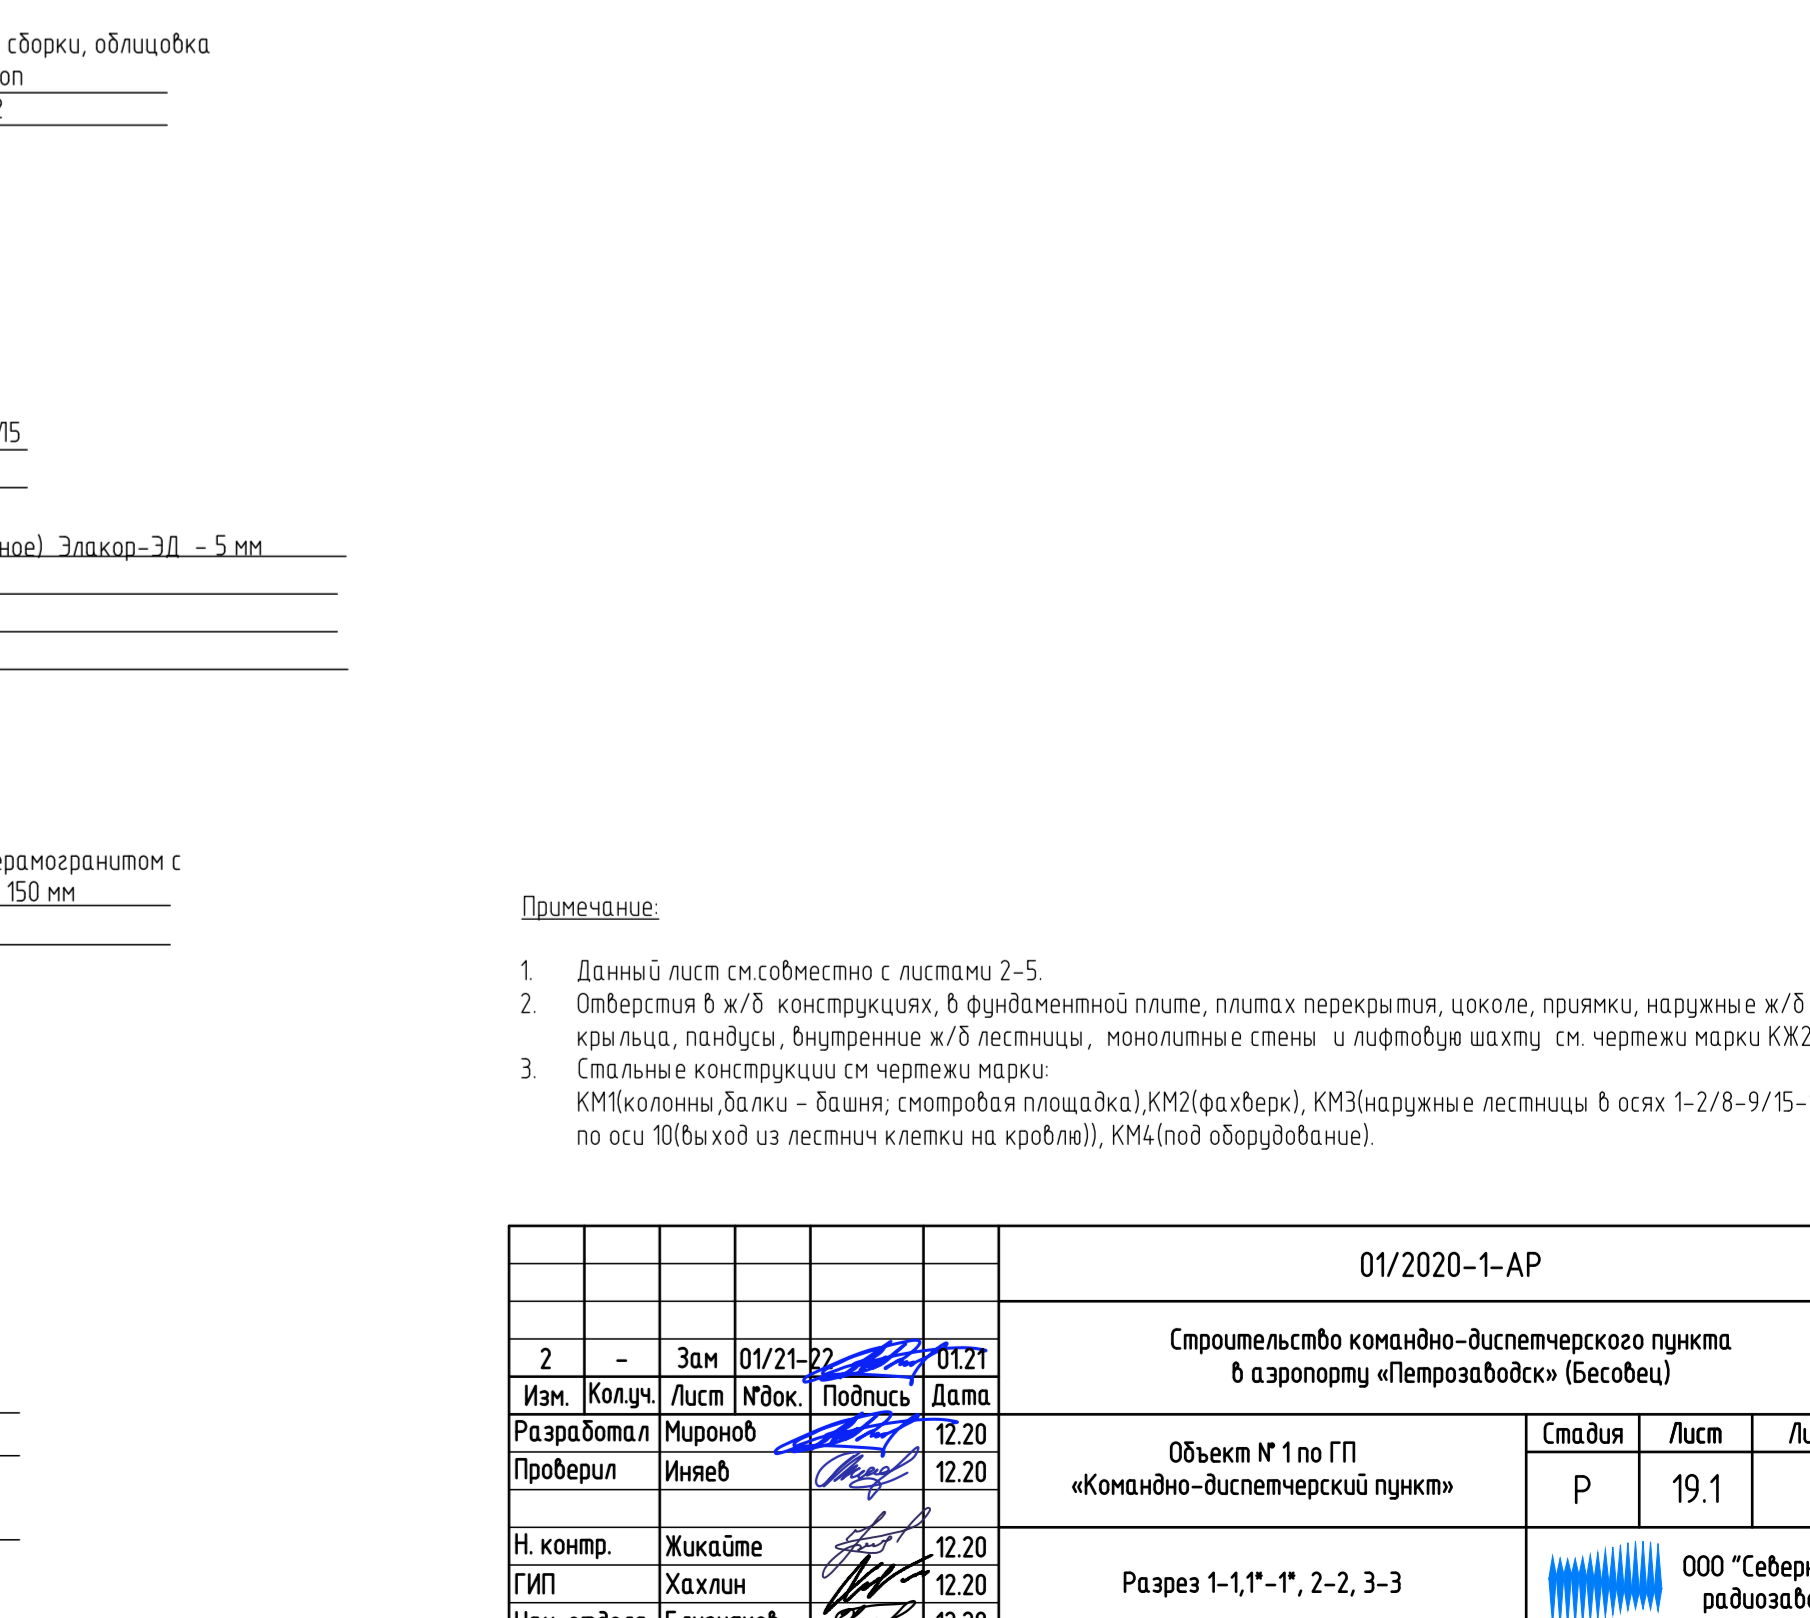 сборки, облицовка
on
2
/15
ное) Элакор-ЭД - 5 мм
ерамогранитом с
150 мм
Примечание:
1. Данный лист см.совместно с листами 2-5.
2. Отверстия в ж/б конструкциях, в фундаментной плите, плитах перекрытия, цоколе, приямки, наружные ж/б
крыльца, пандусы, внутренние ж/б лестницы, монолитные стены и лифтовую шахту см. чертежи марки КЖ2
3. Стальные конструкции см чертежи марки:
КМ1(колонны,балки - башня; смотровая площадка),КМ2(фахверк), КМ3(наружные лестницы в осях 1-2/8-9/15-
по оси 10(выход из лестнич клетки на кровлю)), КМ4(под оборудование).
01/2020-1-АР
Строительство командно-диспетчерского пункта
в аэропорту «Петрозаводск» (Бесовец)
2 - Зам 01/21-22 01.21
Изм. Кол.уч. Лист №док. Подпись Дата
Разработал Миронов 12.20
Проверил Иняев 12.20
Н. контр. Жикайте 12.20
ГИП Хахлин 12.20
12.20
Объект № 1 по ГП
«Командно-диспетчерский пункт»
Стадия Лист
Р 19.1
Разрез 1-1,1*-1*, 2-2, 3-3
ООО "Северн
радиозав